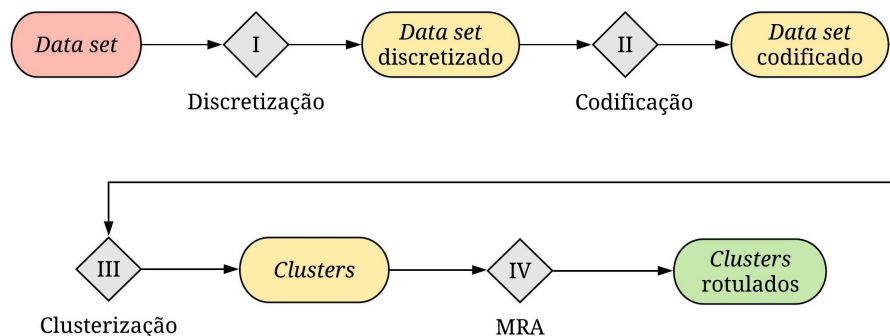 Data set
I
Data set
discretizado
II
Data set
codificado
Discretização
Codificação
III
Clusters
IV
Clusters
rotulados
Clusterização
MRA